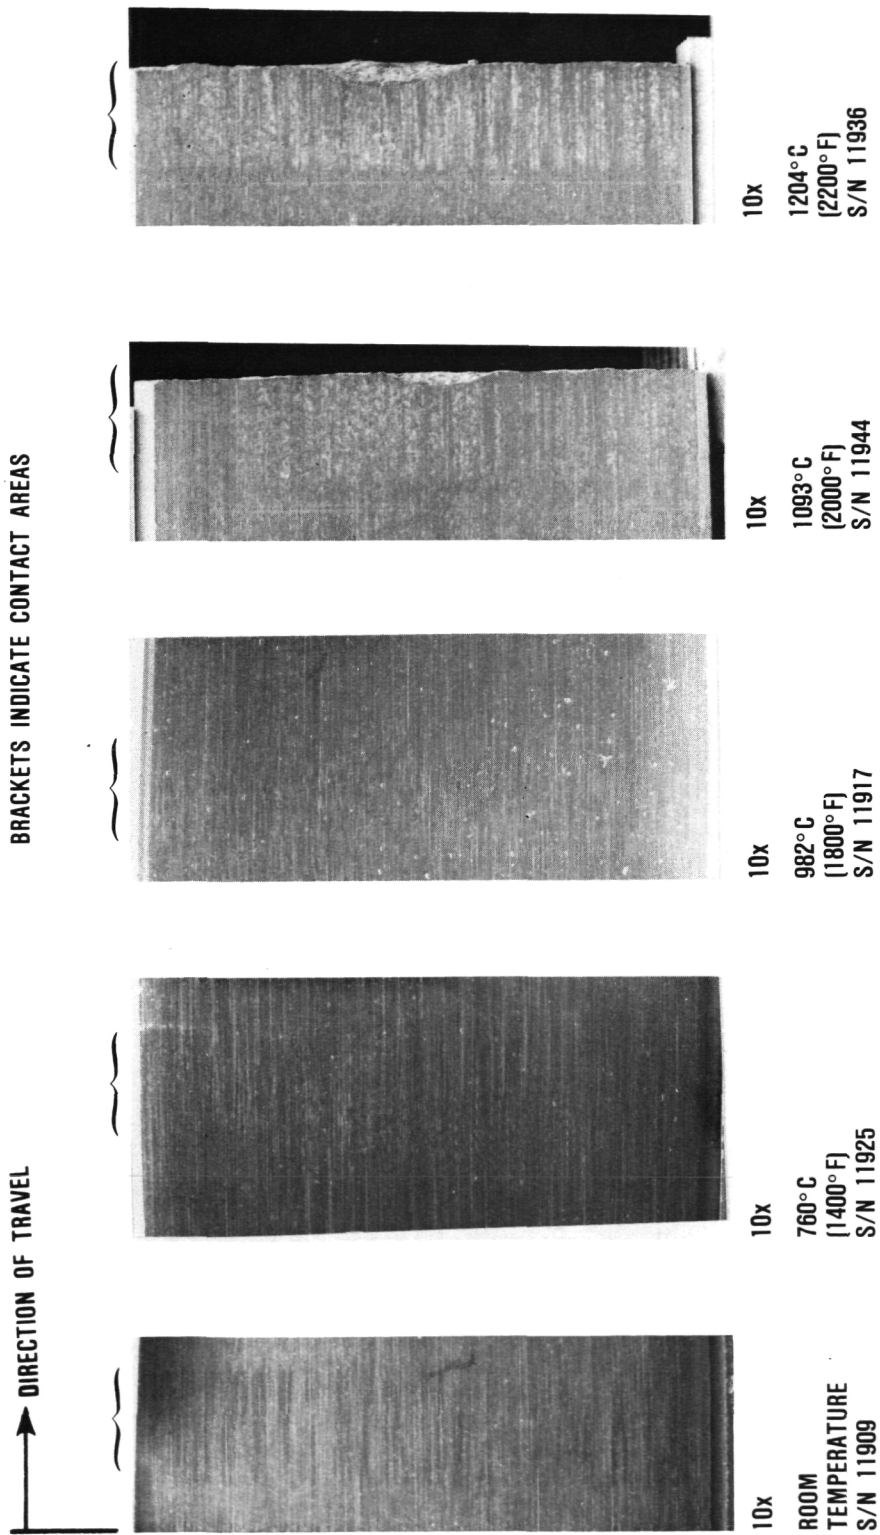 DIRECTION OF TRAVEL
BRACKETS INDICATE CONTACT AREAS
10x
ROOM
TEMPERATURE
S/N 11909
10x
760°C
(1400°F)
S/N 11925
10x
982°C
(1800°F)
S/N 11917
10x
1093°C
(2000°F)
S/N 11944
10x
1204°C
(2200°F)
S/N 11936